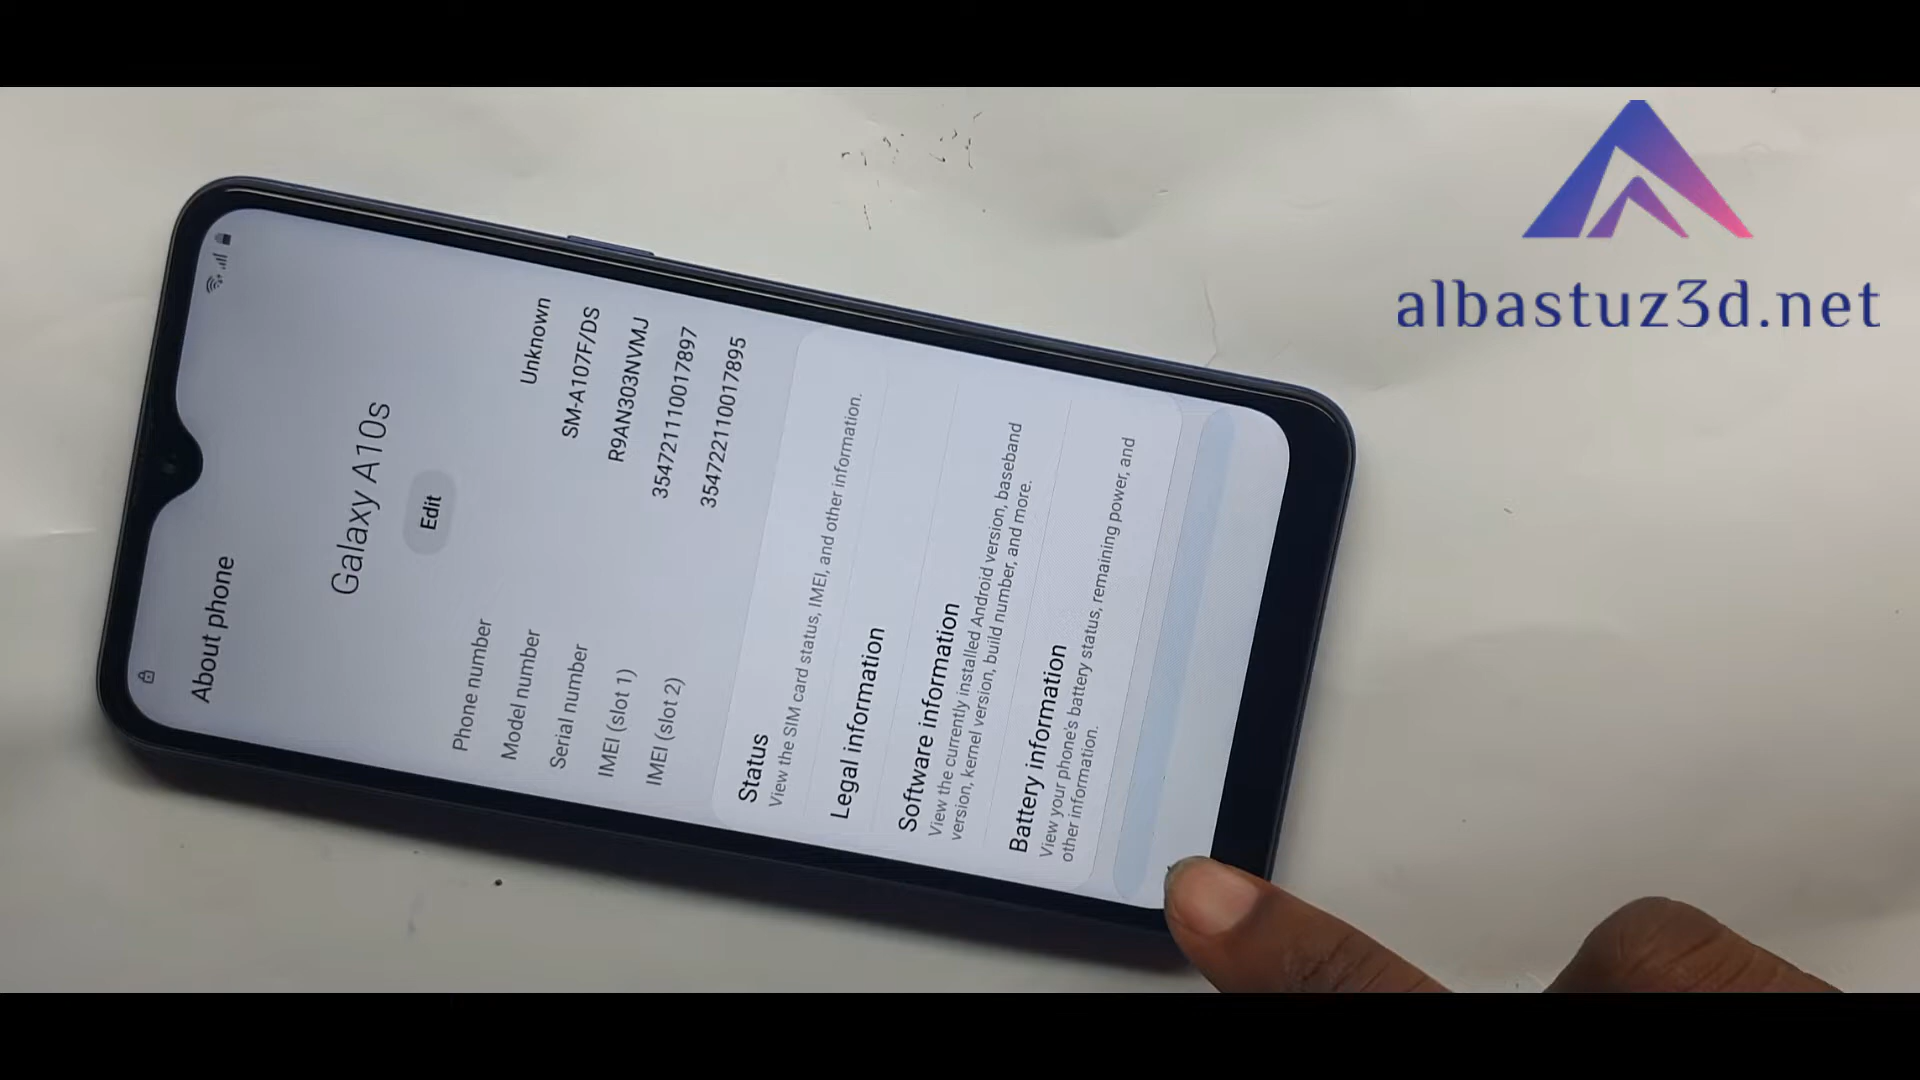 albastuz3d.net
About phone
Galaxy A10s
Edit
Phone number Unknown
Model number SM-A107F/DS
Serial number R9AN303NVMJ
IMEI (slot 1) 354721110017897
IMEI (slot 2) 354722110017895
Status
View the SIM card status, IMEI, and other information.
Legal information
Software information
View the currently installed Android version, baseband
version, kernel version, build number, and more.
Battery information
View your phone's battery status, remaining power, and
other information.